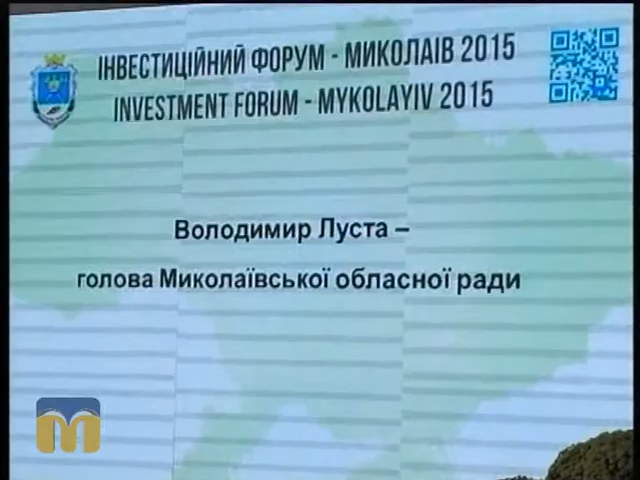 ІНВЕСТИЦІЙНИЙ ФОРУМ - МИКОЛАЇВ 2015
INVESTMENT FORUM - MYKOLAYIV 2015
Володимир Луста –
голова Миколаївської обласної ради
М